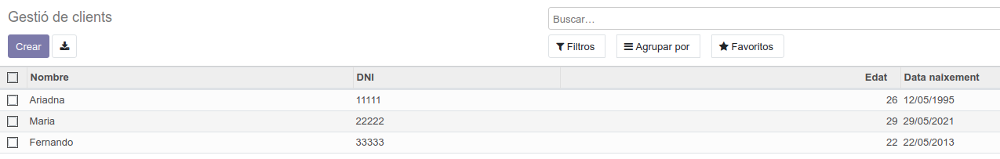 Gestió de clients
Buscar...
Crear
Filtros Agrupar por Favoritos
Nombre DNI Edat Data naixement
Ariadna 11111 26 12/05/1995
Maria 22222 29 29/05/2021
Fernando 33333 22 22/05/2013